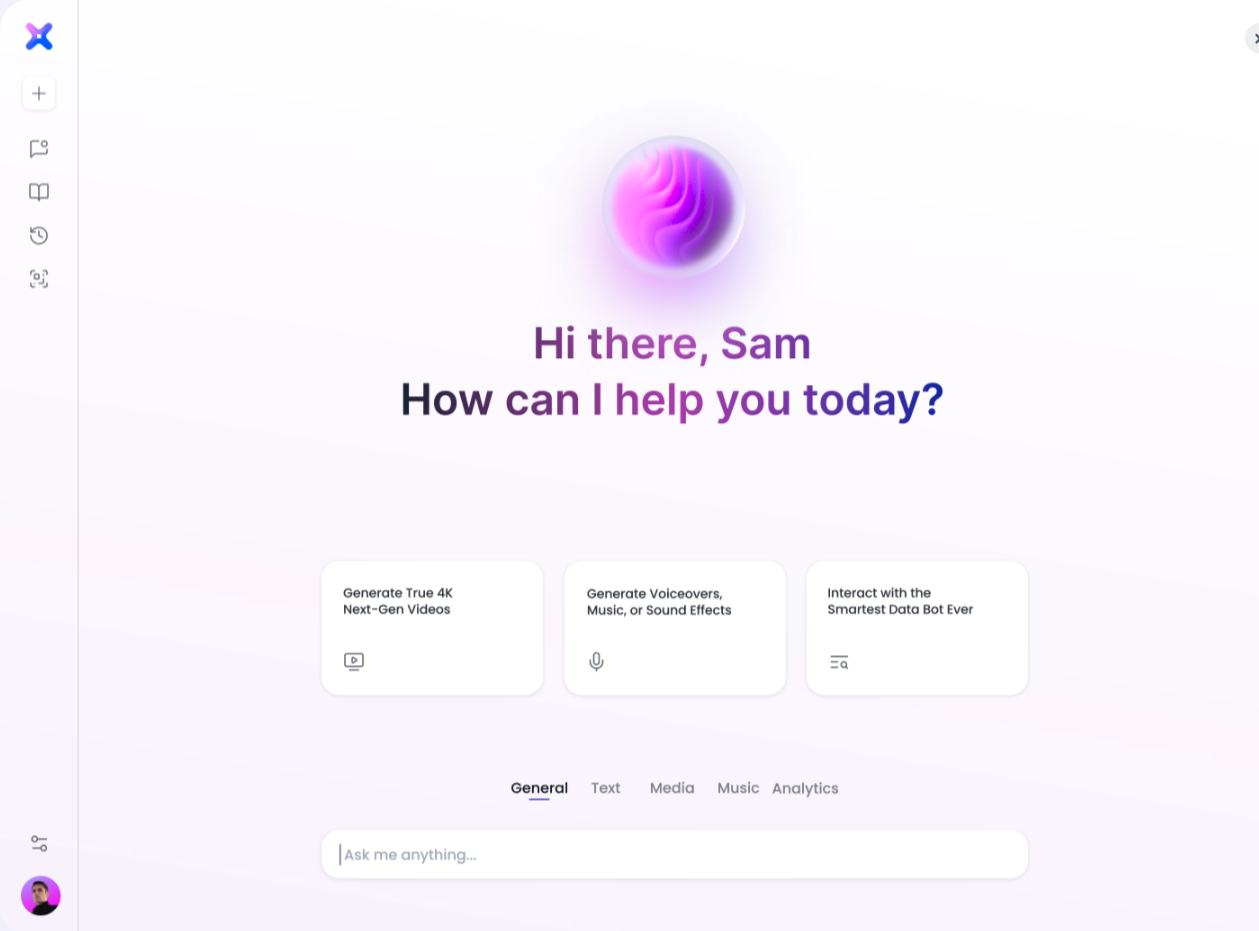 Hi there, Sam
How can I help you today?
Generate True 4K
Next-Gen Videos
Generate Voiceovers,
Music, or Sound Effects
Interact with the
Smartest Data Bot Ever
General Text Media Music Analytics
Ask me anything...